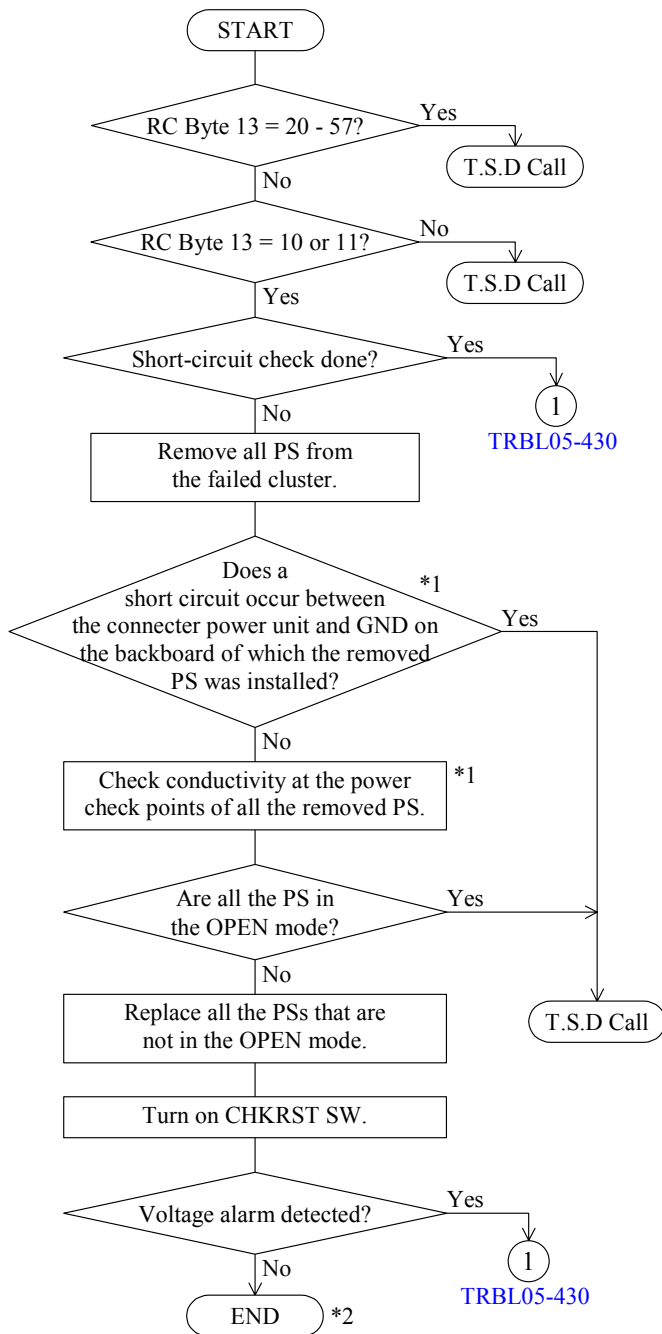 START
RC Byte 13 = 20 - 57?
Yes
T.S.D Call
No
RC Byte 13 = 10 or 11?
No
T.S.D Call
Yes
Short-circuit check done?
Yes
1
TRBL05-430
No
Remove all PS from
the failed cluster.
Does a
short circuit occur between
the connecter power unit and GND on
the backboard of which the removed
PS was installed?
*1
Yes
No
Check conductivity at the power
check points of all the removed PS.
*1
Are all the PS in
the OPEN mode?
Yes
T.S.D Call
No
Replace all the PSs that are
not in the OPEN mode.
Turn on CHKRST SW.
Voltage alarm detected?
Yes
1
TRBL05-430
No
END
*2